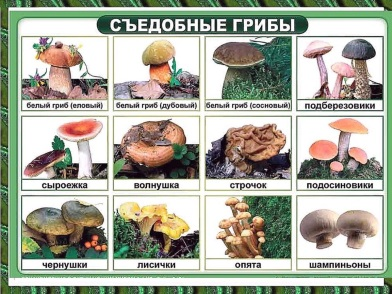 СЪЕДОБНЫЕ ГРИБЫ
белый гриб (еловый) белый гриб (дубовый) белый гриб (сосновый) подберезовики
сыроежка волнушка строчок подосиновики
чернушки лисички опята шампиньоны